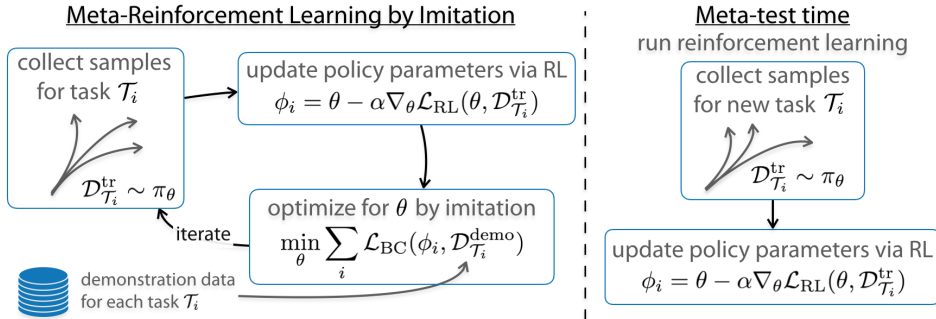 Meta-Reinforcement Learning by Imitation
collect samples
for task 𝒯ᵢ
𝒟^tr_𝒯ᵢ ∼ π_θ
update policy parameters via RL
ϕᵢ = θ − α∇_θ ℒ_RL(θ, 𝒟^tr_𝒯ᵢ)
optimize for θ by imitation
min_θ ∑_i ℒ_BC(ϕᵢ, 𝒟^demo_𝒯ᵢ)
iterate
demonstration data
for each task 𝒯ᵢ
Meta-test time
run reinforcement learning
collect samples
for new task 𝒯ᵢ
𝒟^tr_𝒯ᵢ ∼ π_θ
update policy parameters via RL
ϕᵢ = θ − α∇_θ ℒ_RL(θ, 𝒟^tr_𝒯ᵢ)